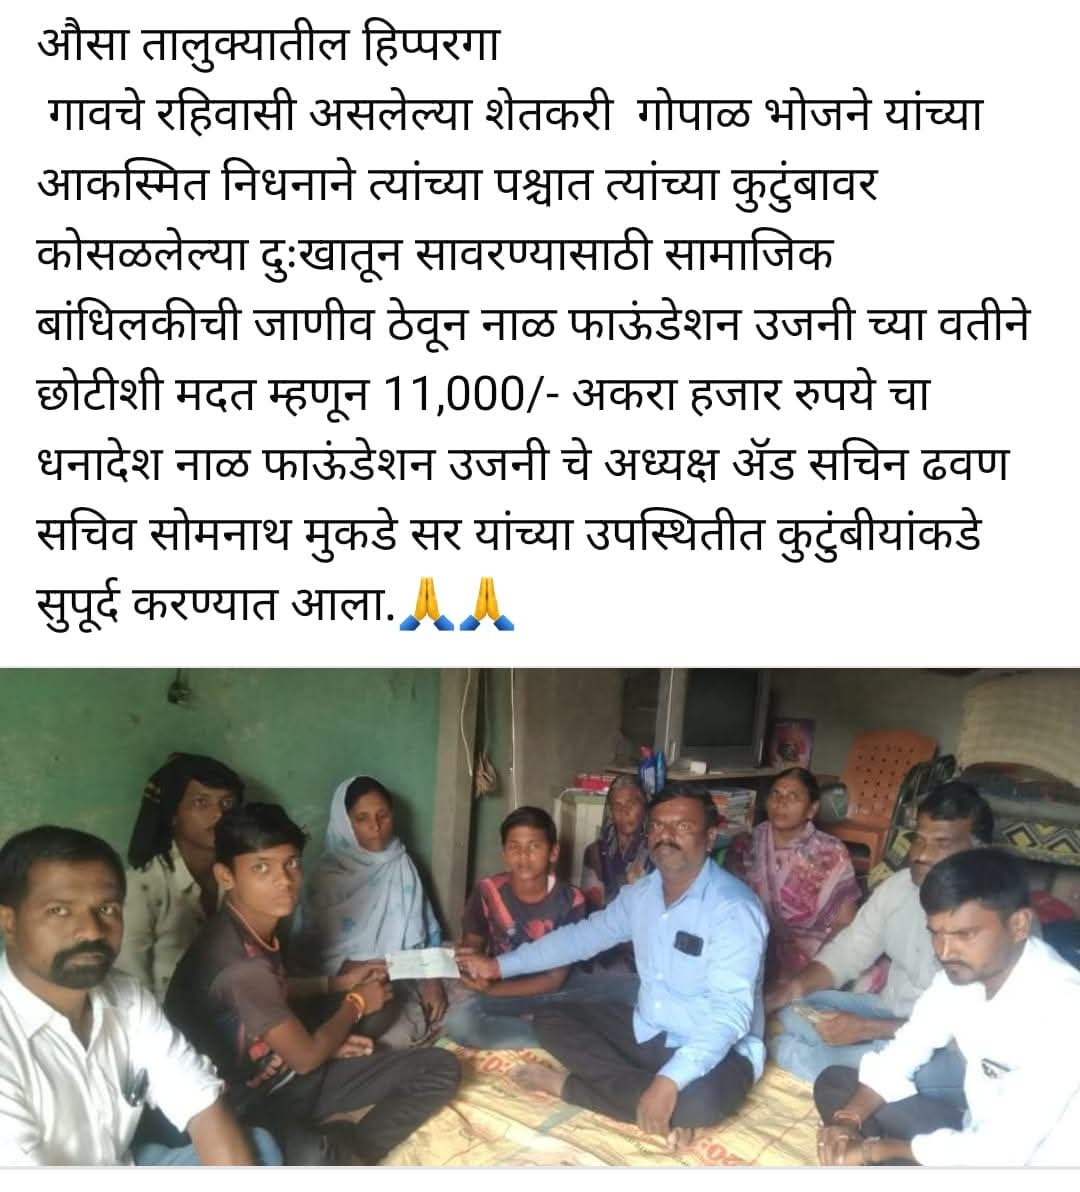 औसा तालुक्यातील हिप्परगा
गावचे रहिवासी असलेल्या शेतकरी गोपाळ भोजने यांच्या
आकस्मित निधनाने त्यांच्या पश्चात त्यांच्या कुटुंबावर
कोसळलेल्या दुःखातून सावरण्यासाठी सामाजिक
बांधिलकीची जाणीव ठेवून नाळ फाऊंडेशन उजनी च्या वतीने
छोटीशी मदत म्हणून 11,000/- अकरा हजार रुपये चा
धनादेश नाळ फाऊंडेशन उजनी चे अध्यक्ष ॲड सचिन ढवण
सचिव सोमनाथ मुकडे सर यांच्या उपस्थितीत कुटुंबीयांकडे
सुपूर्द करण्यात आला.🙏🙏